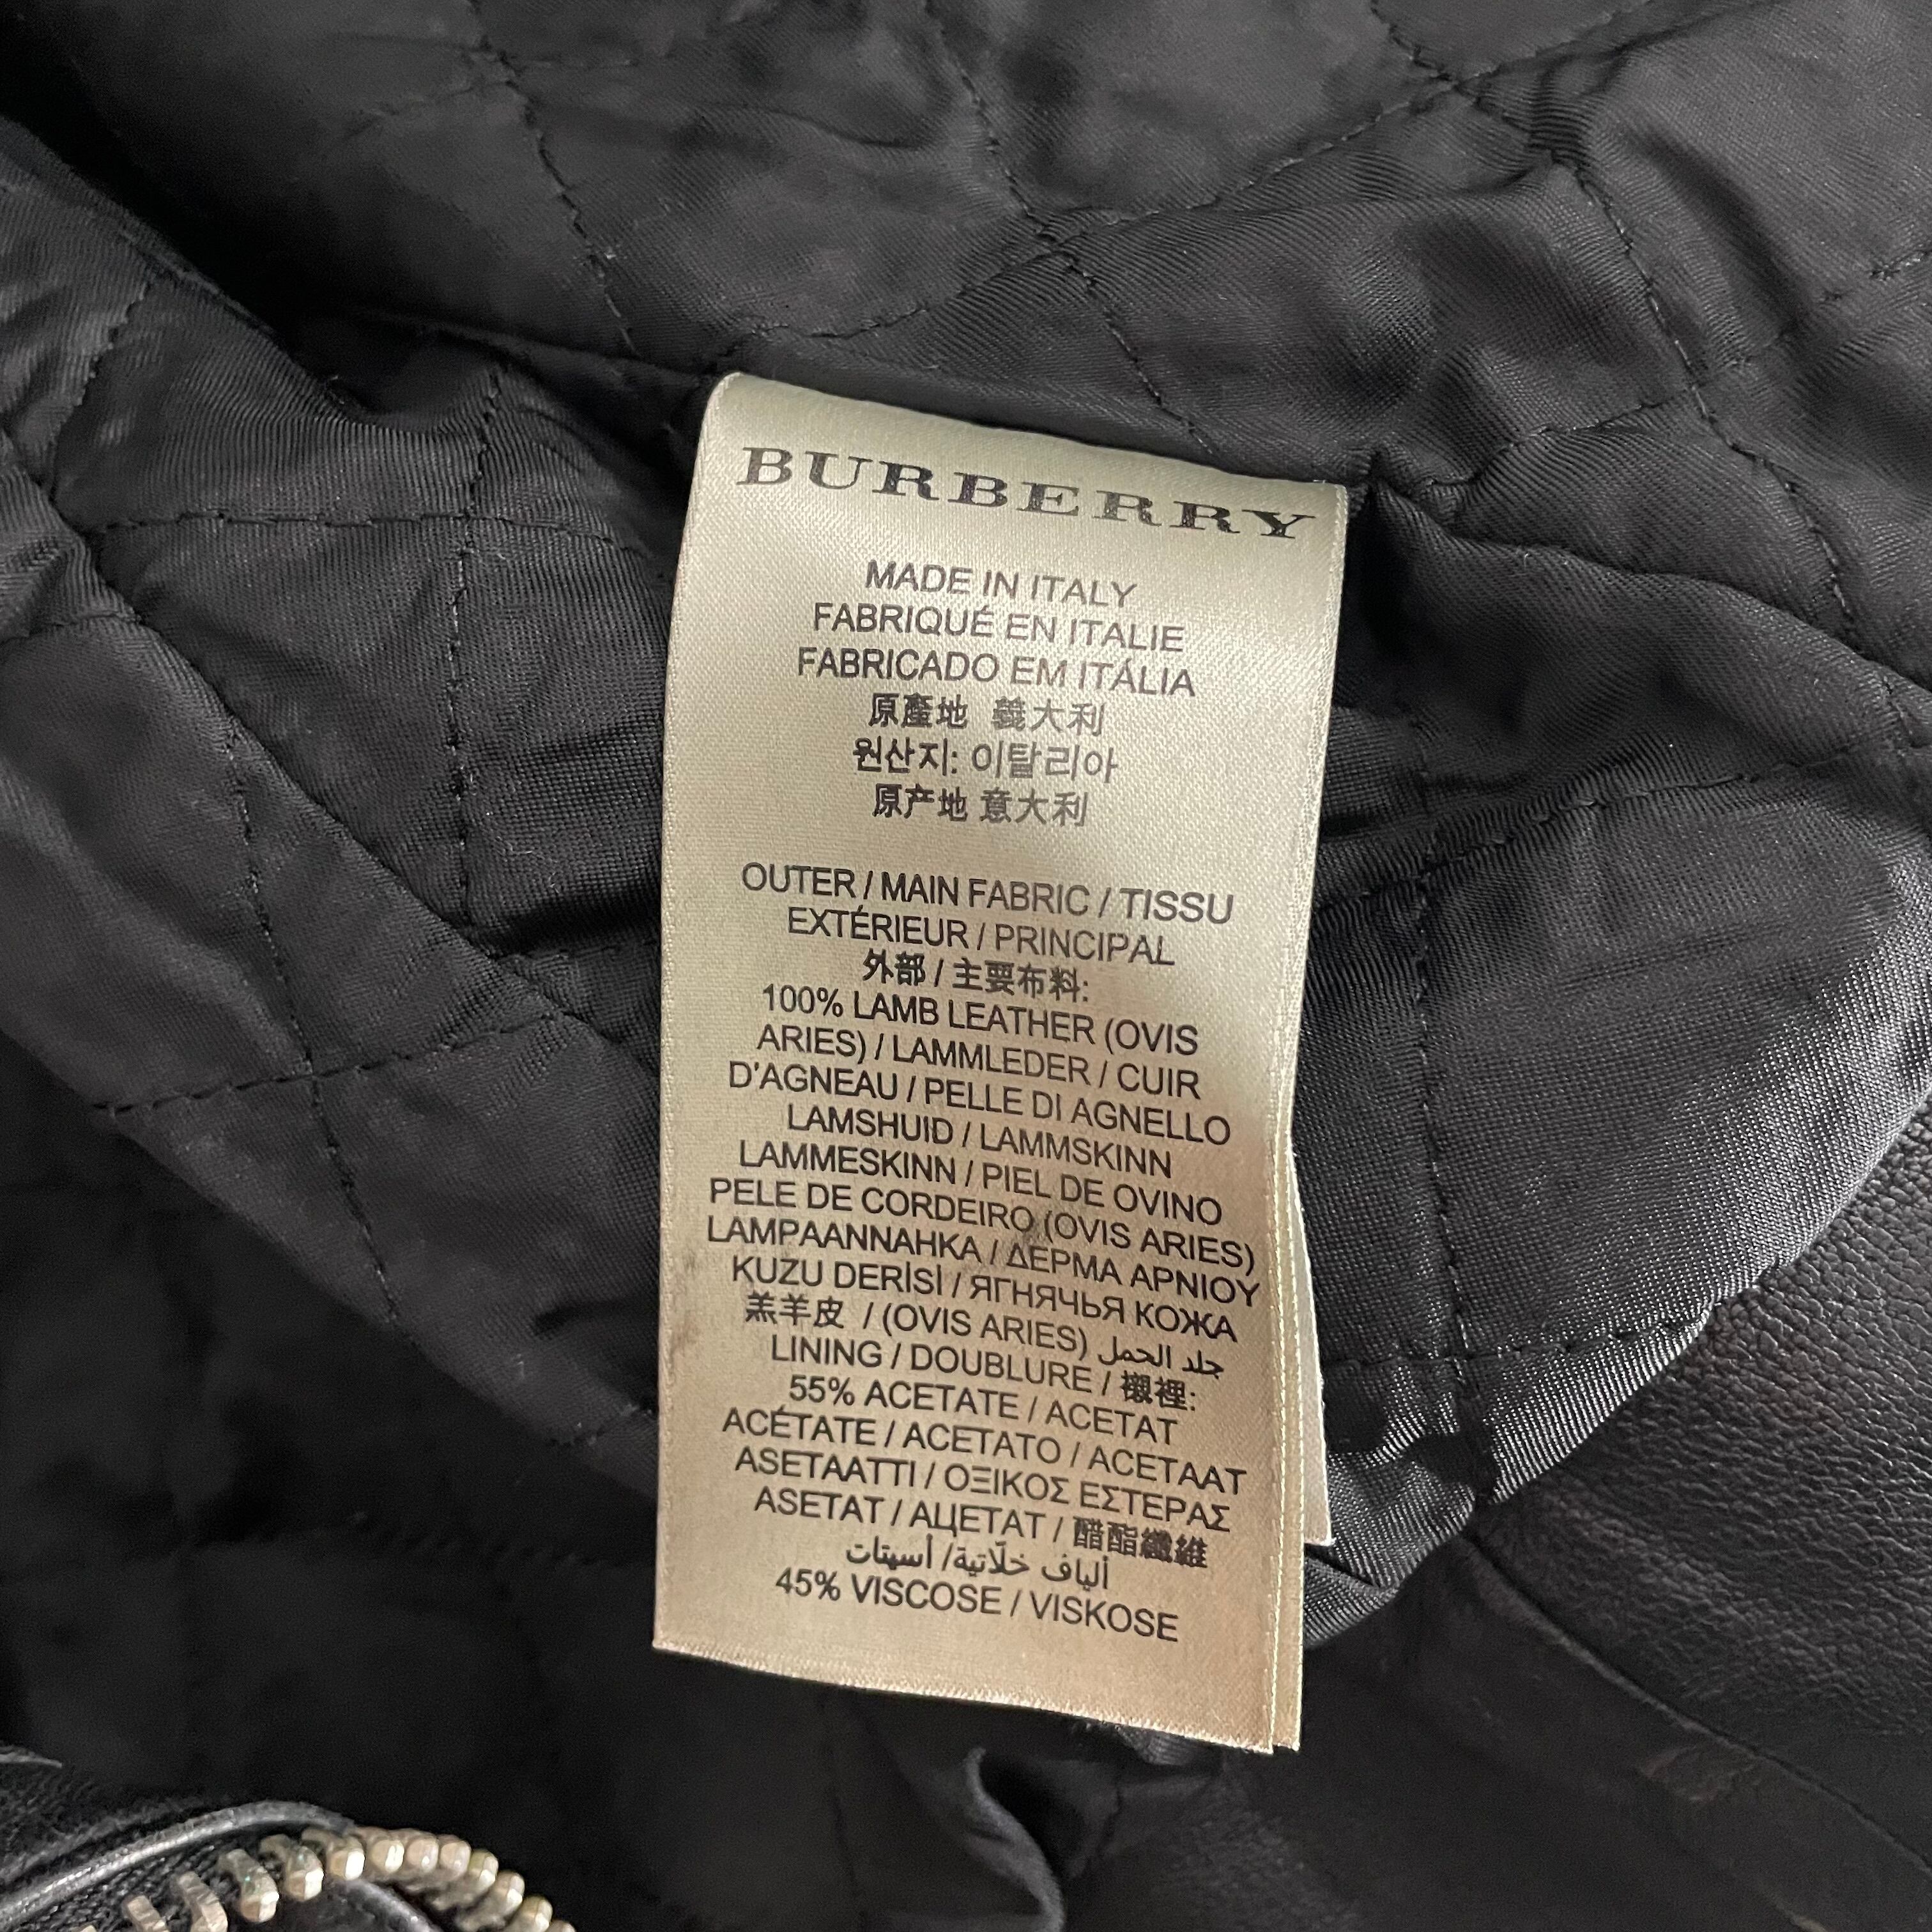 BURBERRY
MADE IN ITALY
FABRIQUÉ EN ITALIE
FABRICADO EM ITÁLIA
原產地 義大利
원산지: 이탈리아
原产地 意大利
OUTER / MAIN FABRIC / TISSU
EXTÉRIEUR / PRINCIPAL
外部 / 主要布料:
100% LAMB LEATHER (OVIS
ARIES) / LAMMLEDER / CUIR
D'AGNEAU / PELLE DI AGNELLO
LAMSHUID / LAMMSKINN
LAMMESKINN / PIEL DE OVINO
PELE DE CORDEIRO (OVIS ARIES)
LAMPAANNAHKA / ΔΕΡΜΑ ΑΡΝΙΟΥ
KUZU DERİSİ / ЯГНЯЧЬЯ КОЖА
羔羊皮 / (OVIS ARIES) جلد الحمل
LINING / DOUBLURE / 襯裡:
55% ACETATE / ACETAT
ACÉTATE / ACETATO / ACETAAT
ASETAATTI / ΟΞΙΚΟΣ ΕΣΤΕΡΑΣ
ASETAT / АЦЕТАТ / 醋酯纖維
ألياف خلّاتية/ أسيتات
45% VISCOSE / VISKOSE